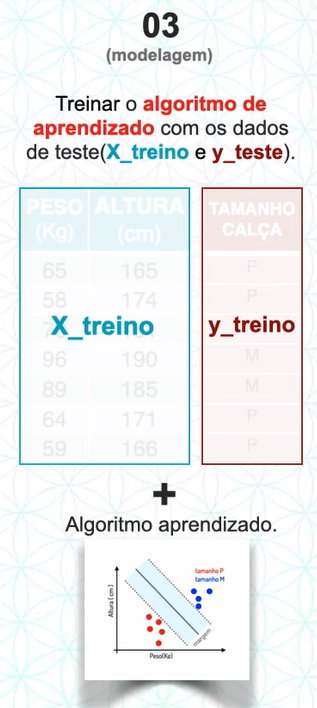 03
(modelagem)
Treinar o algoritmo de
aprendizado com os dados
de teste(X_treino e y_teste).
PESO ALTURA TAMANHO
(Kg) (cm) CALÇA
65 165 P
58 174 P
X_treino y_treino
96 190 M
89 185 M
64 171 P
59 166 P
+
Algoritmo aprendizado.
tamanho P
tamanho M
Altura (cm)
margem
Peso(Kg)